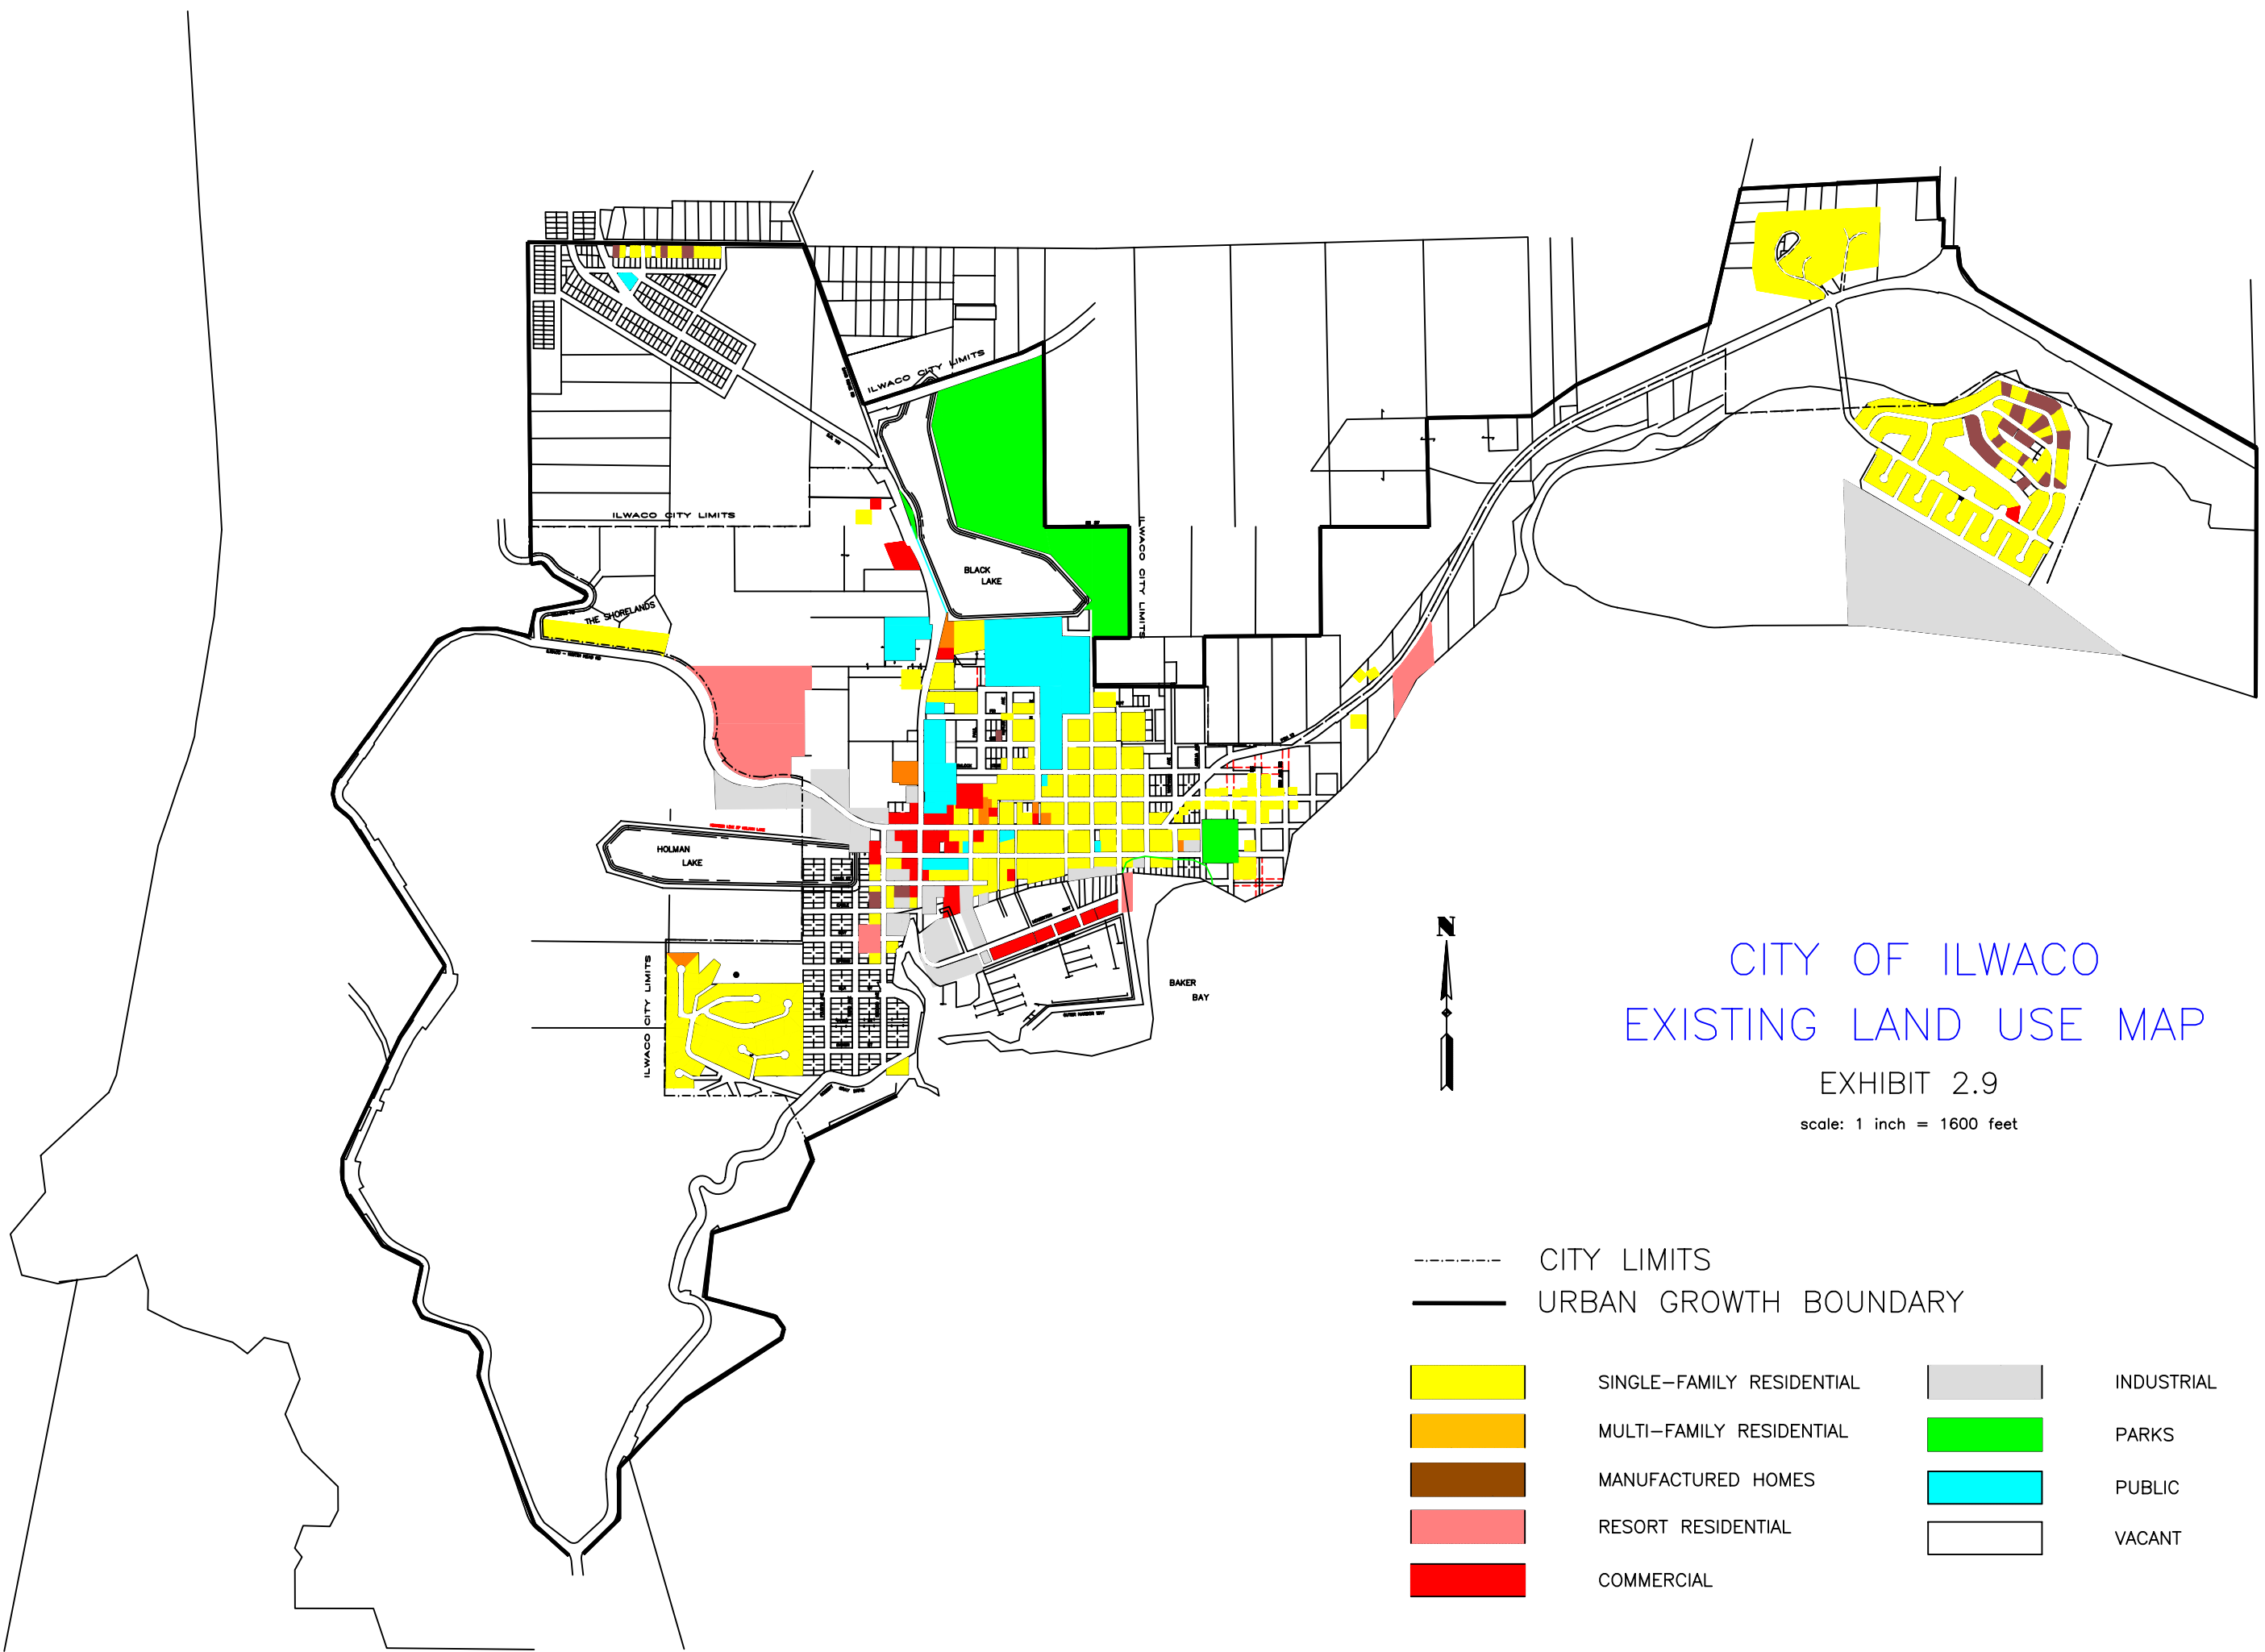 ILWACO CITY LIMITS
ILWACO CITY LIMITS
ILWACO CITY LIMITS
BLACK
LAKE
THE SHORELANDS
HOLMAN
LAKE
ILWACO CITY LIMITS
BAKER
BAY
N
CITY OF ILWACO
EXISTING LAND USE MAP
EXHIBIT 2.9
scale: 1 inch = 1600 feet
CITY LIMITS
URBAN GROWTH BOUNDARY
SINGLE-FAMILY RESIDENTIAL
MULTI-FAMILY RESIDENTIAL
MANUFACTURED HOMES
RESORT RESIDENTIAL
COMMERCIAL
INDUSTRIAL
PARKS
PUBLIC
VACANT